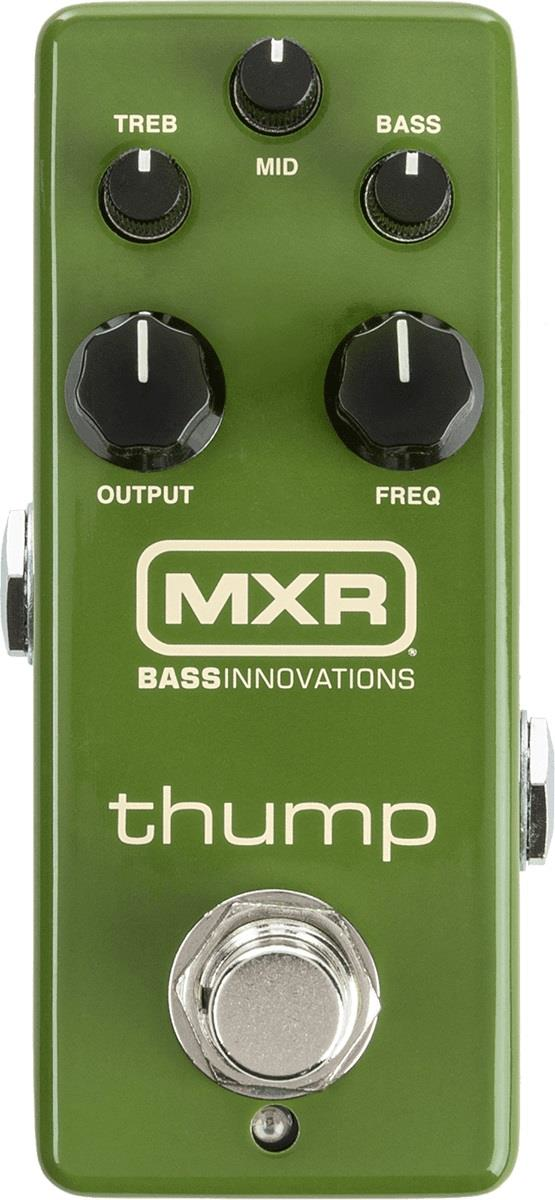 TREB
BASS
MID
OUTPUT
FREQ
MXR®
BASSINNOVATIONS
thump